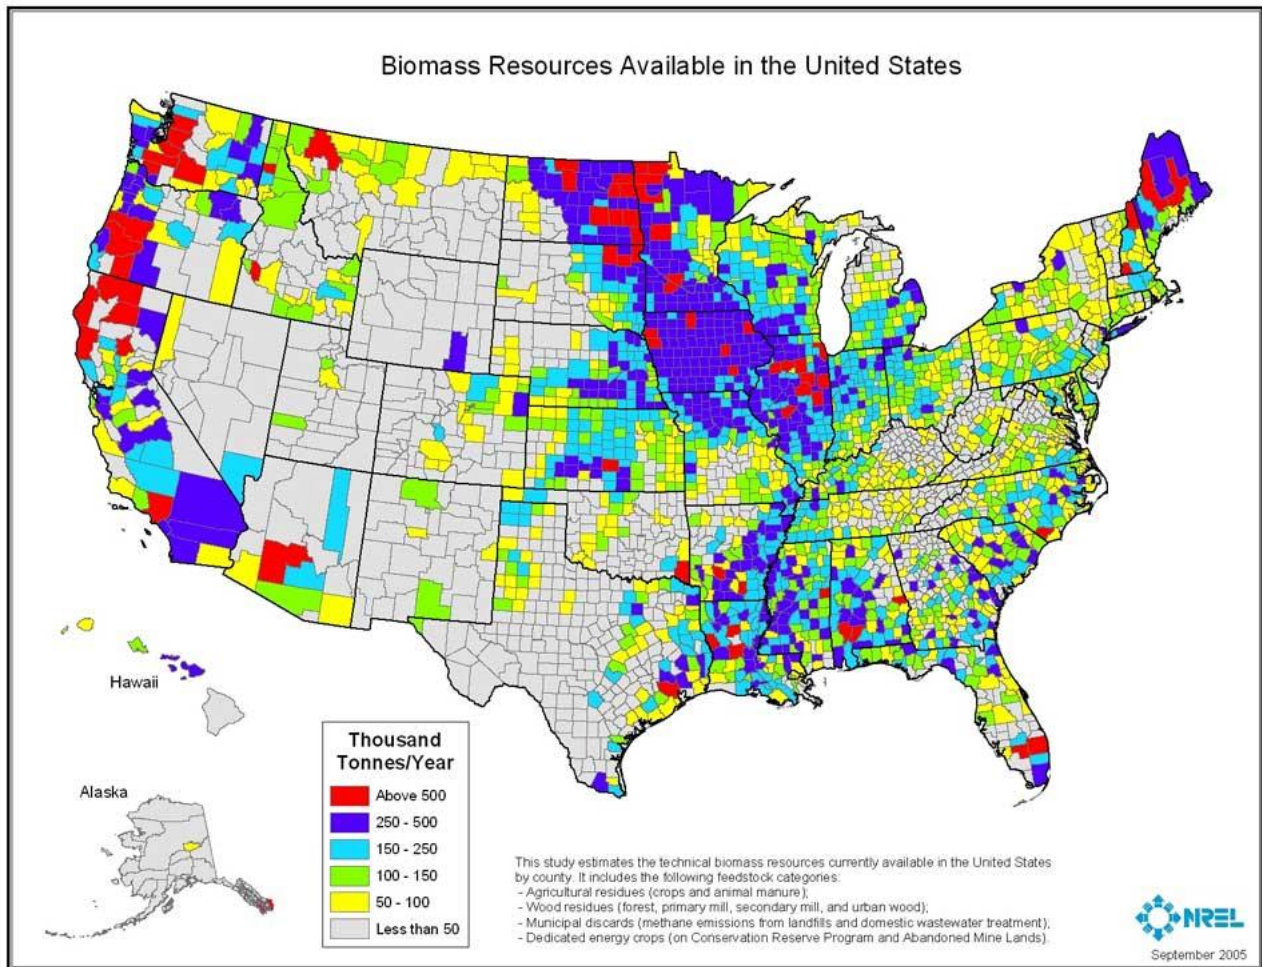 Biomass Resources Available in the United States
Hawaii
Alaska
Thousand
Tonnes/Year
Above 500
250 - 500
150 - 250
100 - 150
50 - 100
Less than 50
This study estimates the technical biomass resources currently available in the United States
by county. It includes the following feedstock categories:
- Agricultural residues (crops and animal manure);
- Wood residues (forest, primary mill, secondary mill, and urban wood);
- Municipal discards (methane emissions from landfills and domestic wastewater treatment);
- Dedicated energy crops (on Conservation Reserve Program and Abandoned Mine Lands).
NREL
September 2005